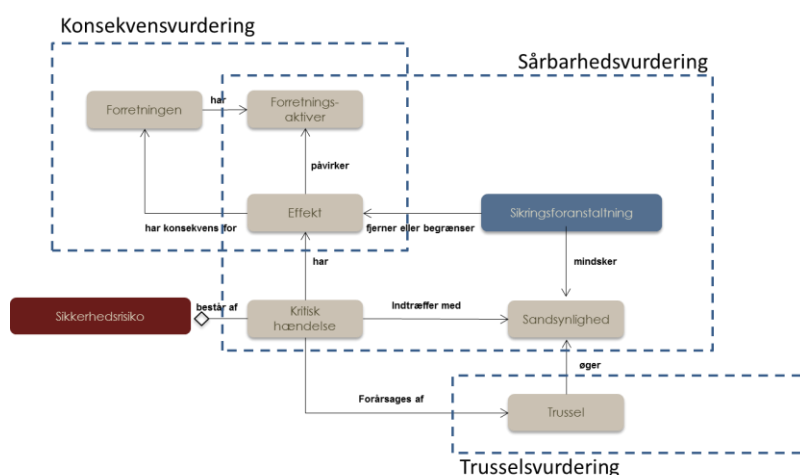 Konsekvensvurdering
Sårbarhedsvurdering
Forretningen
har
Forretnings-
aktiver
påvirker
Effekt
Sikringsforanstaltning
har konsekvens for
fjerner eller begrænser
har
mindsker
Sikkerhedsrisiko
består af
Kritisk
hændelse
Indtræffer med
Sandsynlighed
øger
Forårsages af
Trussel
Trusselsvurdering